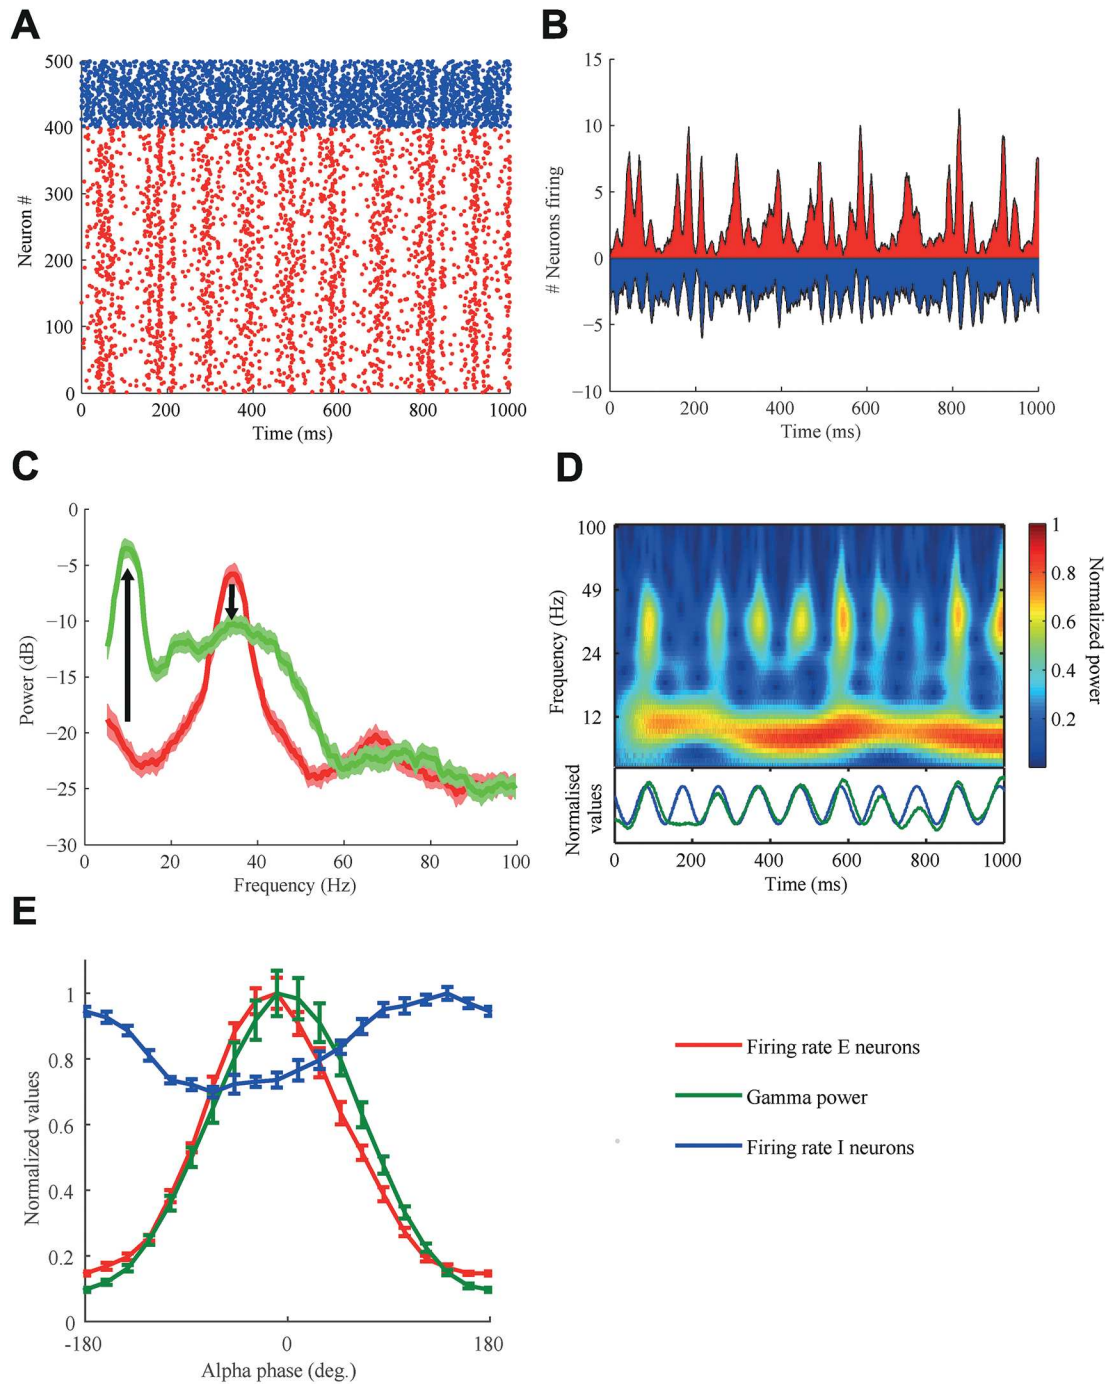 A
500
400
300
200
100
0
Neuron #
0 200 400 600 800 1000
Time (ms)
B
15
10
5
0
−5
−10
# Neurons firing
0 200 400 600 800 1000
Time (ms)
C
0
−5
−10
−15
−20
−25
−30
Power (dB)
0 20 40 60 80 100
Frequency (Hz)
D
100
49
24
12
Frequency (Hz)
1
0.8
0.6
0.4
0.2
Normalized power
Normalised
values
0 200 400 600 800 1000
Time (ms)
E
1
0.8
0.6
0.4
0.2
0
Normalized values
-180 0 180
Alpha phase (deg.)
Firing rate E neurons
Gamma power
Firing rate I neurons